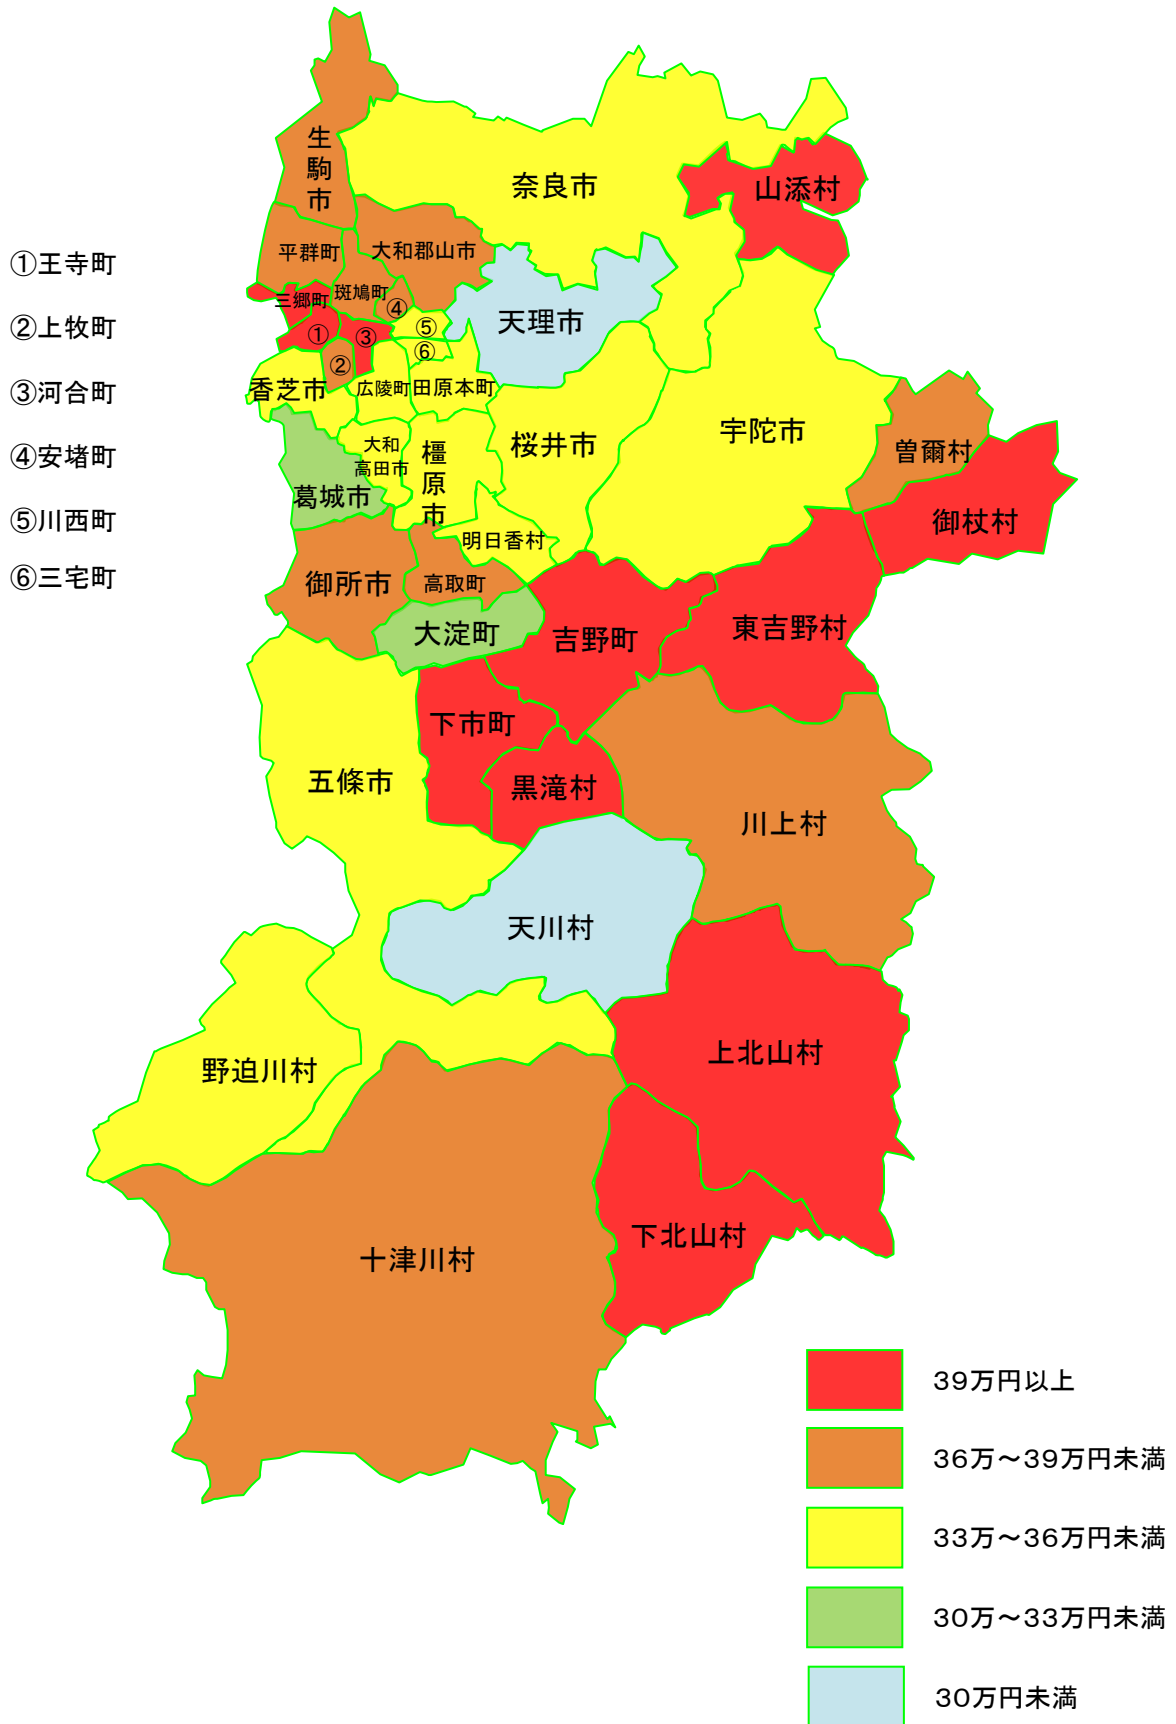 生駒市
奈良市
山添村
平群町
大和郡山市
①王寺町
三郷町
斑鳩町
④
②上牧町
①
③
⑤
天理市
⑥
②
③河合町
香芝市
広陵町
田原本町
宇陀市
桜井市
大和
高田市
橿原市
曽爾村
④安堵町
葛城市
御杖村
⑤川西町
明日香村
⑥三宅町
御所市
高取町
大淀町
吉野町
東吉野村
下市町
五條市
黒滝村
川上村
天川村
上北山村
野迫川村
下北山村
十津川村
39万円以上
36万～39万円未満
33万～36万円未満
30万～33万円未満
30万円未満